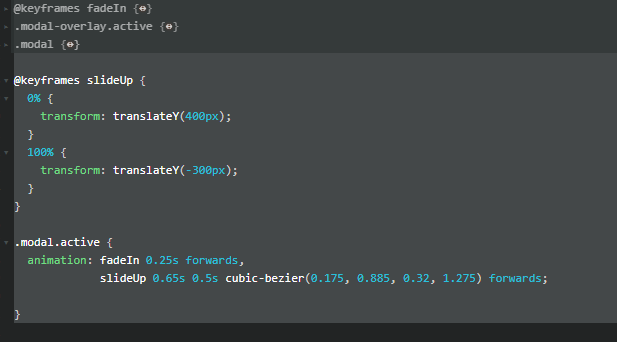 @keyframes fadeIn {↔}
.modal-overlay.active {↔}
.modal {↔}
@keyframes slideUp {
0% {
transform: translateY(400px);
}
100% {
transform: translateY(-300px);
}
}
.modal.active {
animation: fadeIn 0.25s forwards,
slideUp 0.65s 0.5s cubic-bezier(0.175, 0.885, 0.32, 1.275) forwards;
}